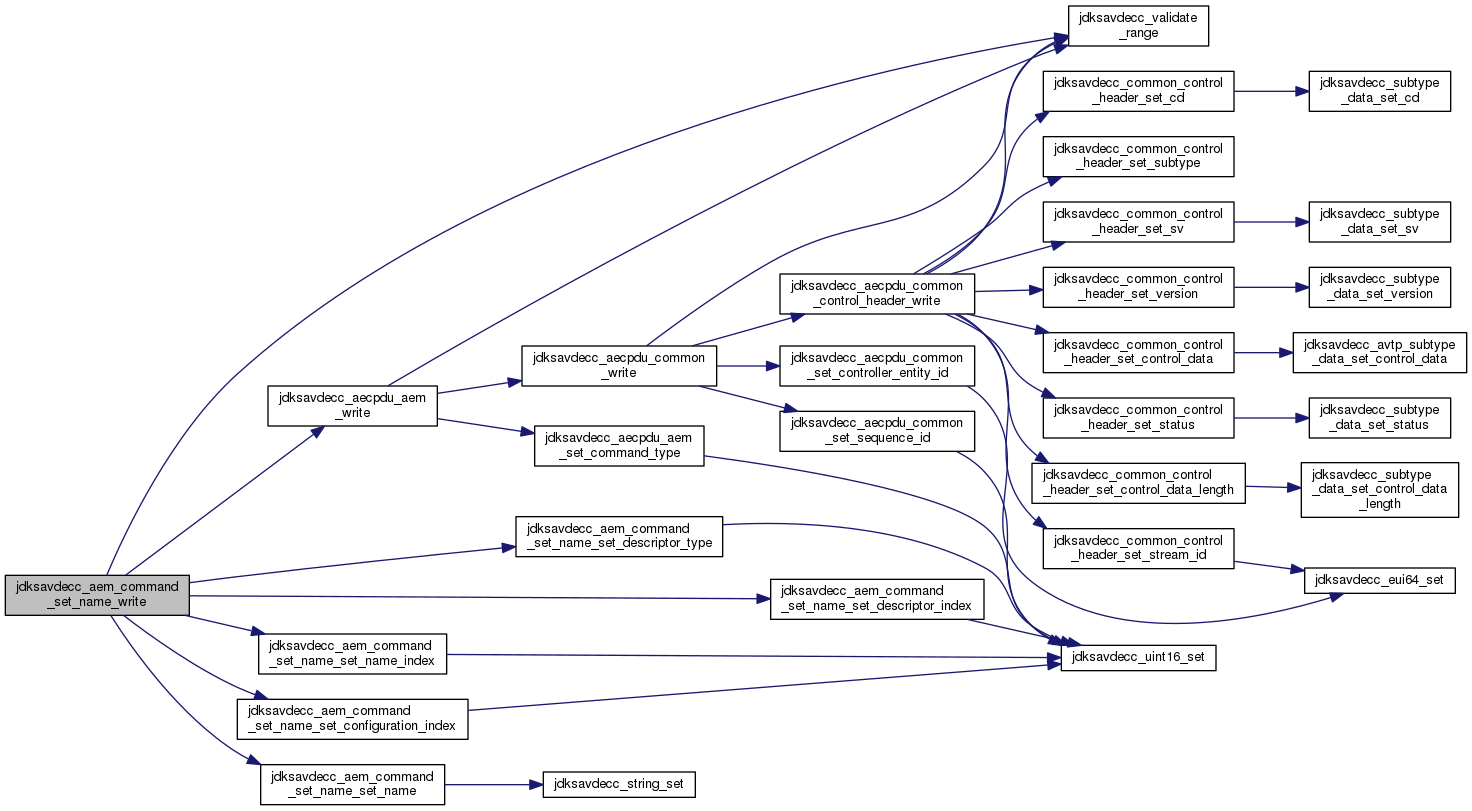 jdksavdecc_validate
_range
jdksavdecc_common_control
_header_set_cd
jdksavdecc_subtype
_data_set_cd
jdksavdecc_common_control
_header_set_subtype
jdksavdecc_common_control
_header_set_sv
jdksavdecc_subtype
_data_set_sv
jdksavdecc_aecpdu_common
_control_header_write
jdksavdecc_common_control
_header_set_version
jdksavdecc_subtype
_data_set_version
jdksavdecc_aecpdu_common
_write
jdksavdecc_aecpdu_common
_set_controller_entity_id
jdksavdecc_common_control
_header_set_control_data
jdksavdecc_avtp_subtype
_data_set_control_data
jdksavdecc_aecpdu_aem
_write
jdksavdecc_aecpdu_aem
_set_command_type
jdksavdecc_aecpdu_common
_set_sequence_id
jdksavdecc_common_control
_header_set_status
jdksavdecc_subtype
_data_set_status
jdksavdecc_common_control
_header_set_control_data_length
jdksavdecc_subtype
_data_set_control_data
_length
jdksavdecc_aem_command
_set_name_set_descriptor_type
jdksavdecc_common_control
_header_set_stream_id
jdksavdecc_eui64_set
jdksavdecc_aem_command
_set_name_write
jdksavdecc_aem_command
_set_name_set_descriptor_index
jdksavdecc_aem_command
_set_name_set_name_index
jdksavdecc_uint16_set
jdksavdecc_aem_command
_set_name_set_configuration_index
jdksavdecc_aem_command
_set_name_set_name
jdksavdecc_string_set